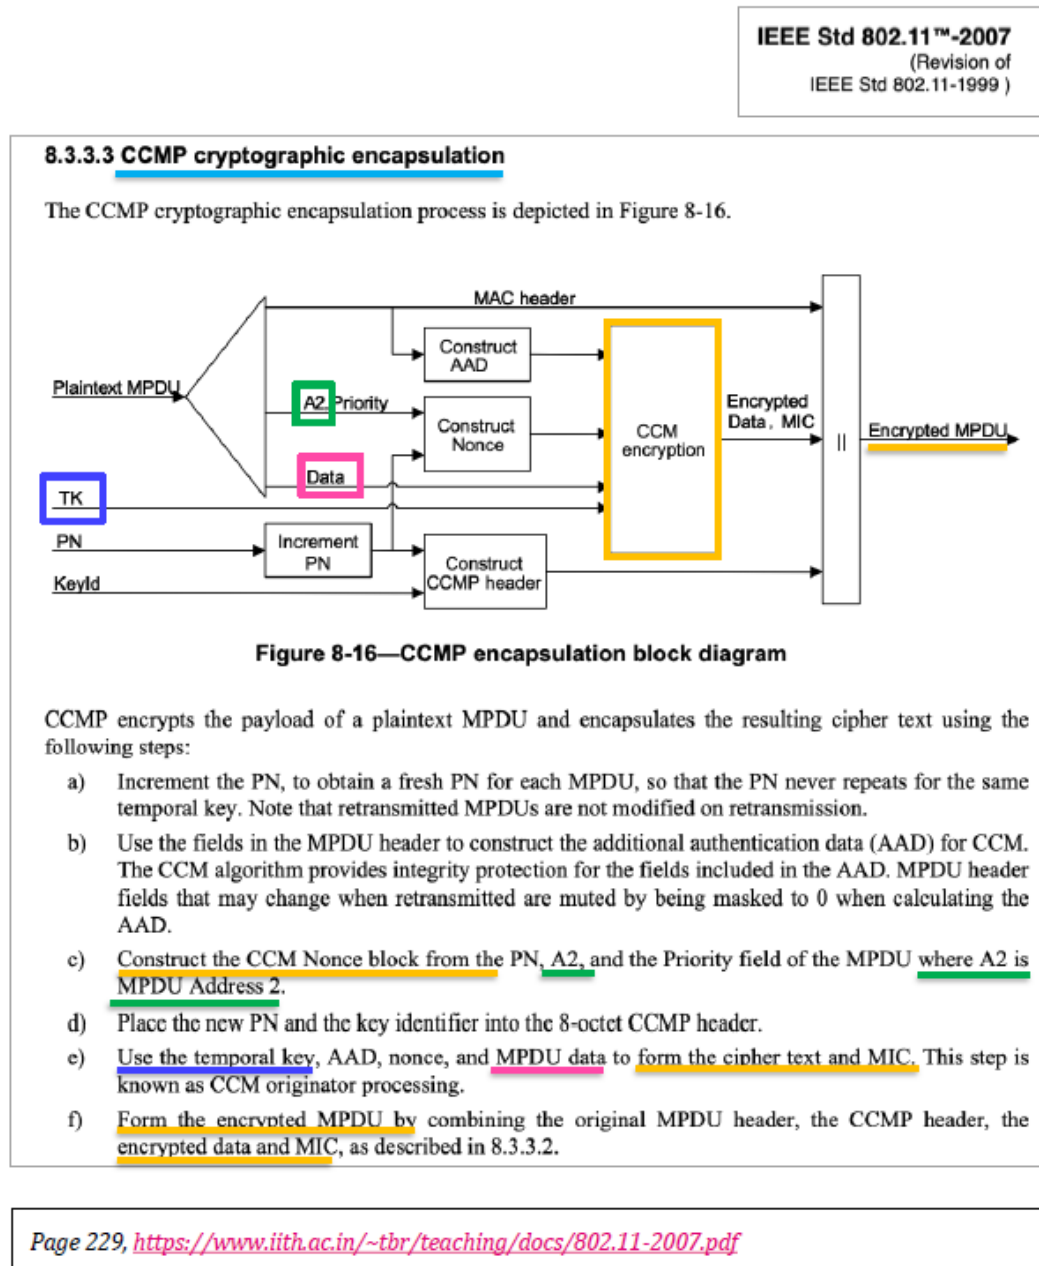 IEEE Std 802.11™-2007
(Revision of
IEEE Std 802.11-1999 )
8.3.3.3 CCMP cryptographic encapsulation
The CCMP cryptographic encapsulation process is depicted in Figure 8-16.
MAC header
Construct
AAD
Plaintext MPDU
A2,Priority
Construct
Nonce
Encrypted
Data , MIC
CCM
encryption
||
Encrypted MPDU
Data
TK
PN
Increment
PN
Construct
CCMP header
KeyId
Figure 8-16—CCMP encapsulation block diagram
CCMP encrypts the payload of a plaintext MPDU and encapsulates the resulting cipher text using the
following steps:
a) Increment the PN, to obtain a fresh PN for each MPDU, so that the PN never repeats for the same
temporal key. Note that retransmitted MPDUs are not modified on retransmission.
b) Use the fields in the MPDU header to construct the additional authentication data (AAD) for CCM.
The CCM algorithm provides integrity protection for the fields included in the AAD. MPDU header
fields that may change when retransmitted are muted by being masked to 0 when calculating the
AAD.
c) Construct the CCM Nonce block from the PN, A2, and the Priority field of the MPDU where A2 is
MPDU Address 2.
d) Place the new PN and the key identifier into the 8-octet CCMP header.
e) Use the temporal key, AAD, nonce, and MPDU data to form the cipher text and MIC. This step is
known as CCM originator processing.
f) Form the encrypted MPDU by combining the original MPDU header, the CCMP header, the
encrypted data and MIC, as described in 8.3.3.2.
Page 229, https://www.iith.ac.in/~tbr/teaching/docs/802.11-2007.pdf